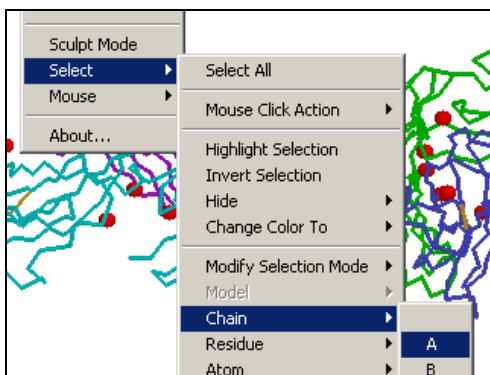 Sculpt Mode
Select
Mouse
About...
Select All
Mouse Click Action
Highlight Selection
Invert Selection
Hide
Change Color To
Modify Selection Mode
Model
Chain
Residue
Atom
A
B